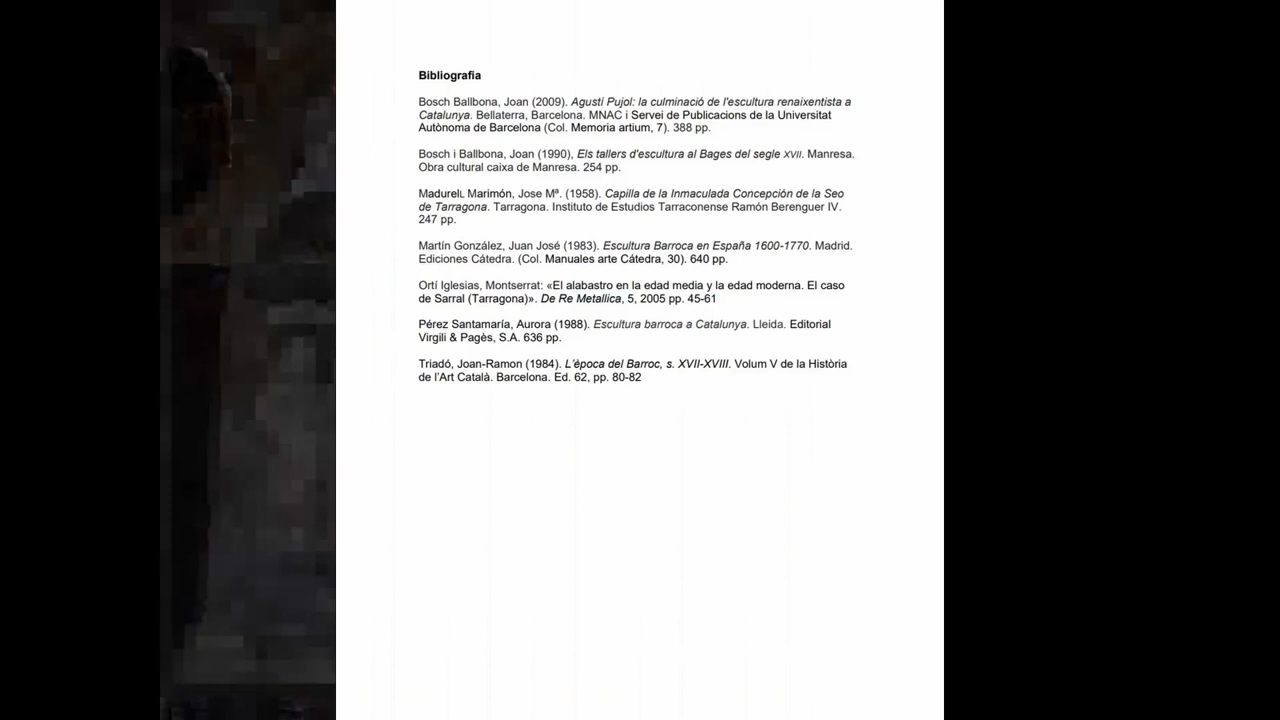 Bibliografia
Bosch Ballbona, Joan (2009). Agustí Pujol: la culminació de l'escultura renaixentista a
Catalunya. Bellaterra, Barcelona. MNAC i Servei de Publicacions de la Universitat
Autònoma de Barcelona (Col. Memoria artium, 7). 388 pp.
Bosch i Ballbona, Joan (1990), Els tallers d'escultura al Bages del segle XVII. Manresa.
Obra cultural caixa de Manresa. 254 pp.
MadurelL Marimón, Jose Mª. (1958). Capilla de la Inmaculada Concepción de la Seo
de Tarragona. Tarragona. Instituto de Estudios Tarraconense Ramón Berenguer IV.
247 pp.
Martín González, Juan José (1983). Escultura Barroca en España 1600-1770. Madrid.
Ediciones Cátedra. (Col. Manuales arte Cátedra, 30). 640 pp.
Ortí Iglesias, Montserrat: «El alabastro en la edad media y la edad moderna. El caso
de Sarral (Tarragona)». De Re Metallica, 5, 2005 pp. 45-61
Pérez Santamaría, Aurora (1988). Escultura barroca a Catalunya. Lleida. Editorial
Virgili & Pagès, S.A. 636 pp.
Triadó, Joan-Ramon (1984). L'època del Barroc, s. XVII-XVIII. Volum V de la Història
de l'Art Català. Barcelona. Ed. 62, pp. 80-82